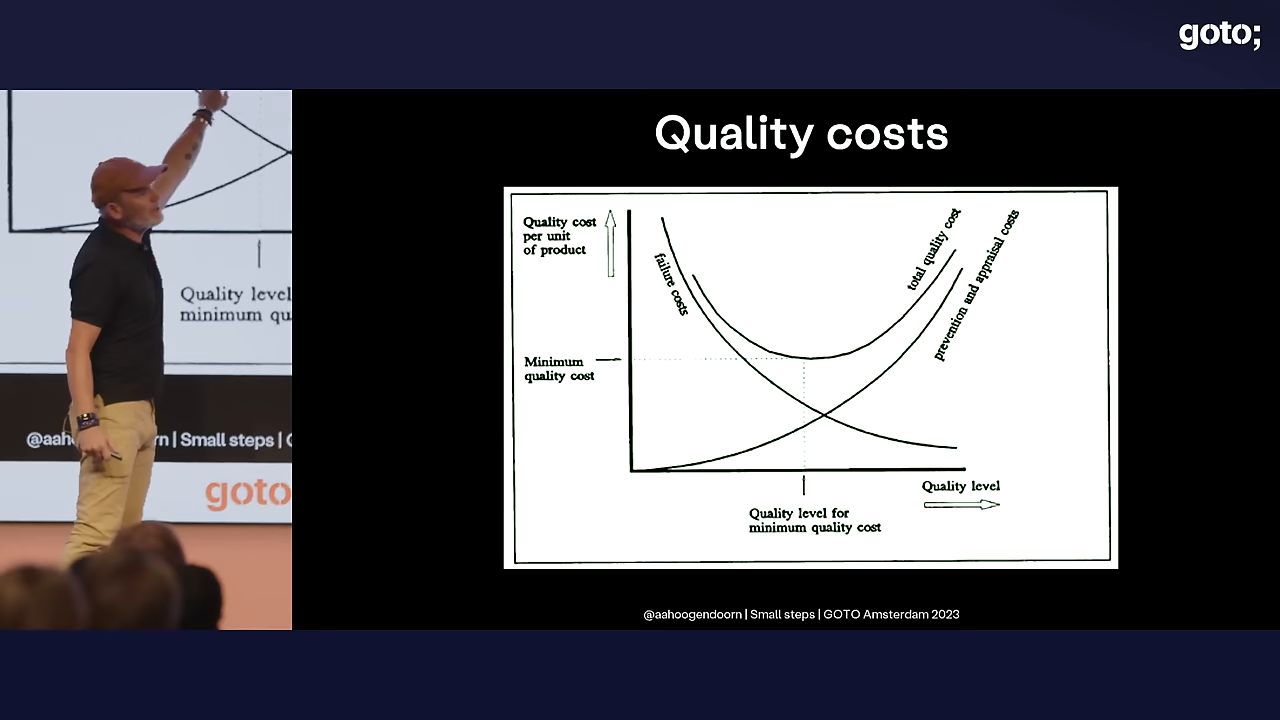 goto;
Quality costs
Quality cost
per unit
of product
failure costs
total quality cost
prevention and appraisal costs
Minimum
quality cost
Quality level
Quality level for
minimum quality cost
@aahoogendoorn | Small steps | GOTO Amsterdam 2023
Quality level
minimum qu
@aaho rn | Small steps | G
goto